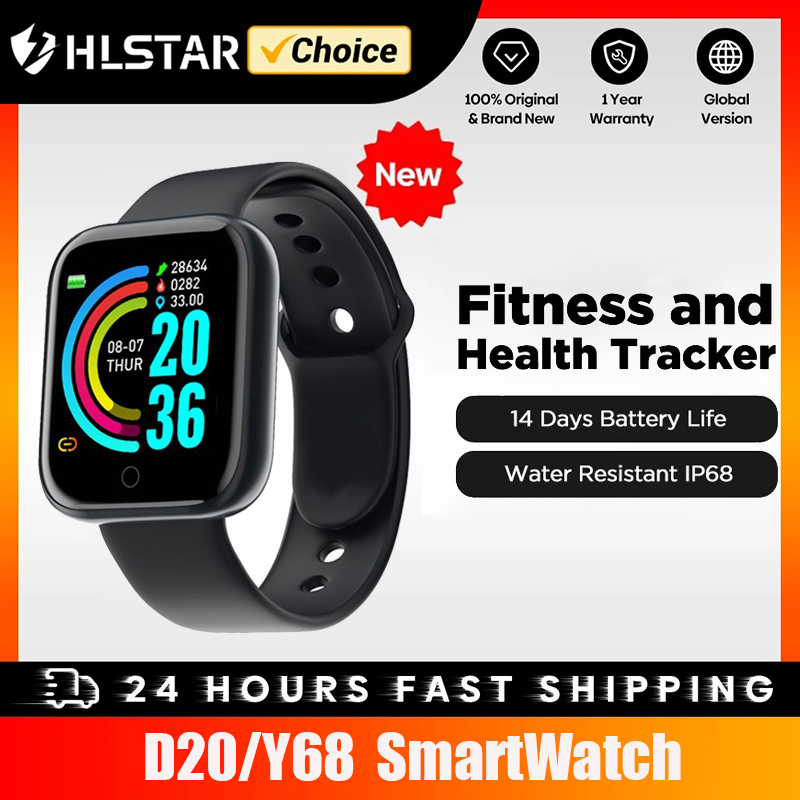 HLSTAR
Choice
100% Original
& Brand New
1 Year
Warranty
Global
Version
New
28634
0282
33.00
08-07
THUR
20
36
Fitness and
Health Tracker
14 Days Battery Life
Water Resistant IP68
24 HOURS FAST SHIPPING
D20/Y68 SmartWatch